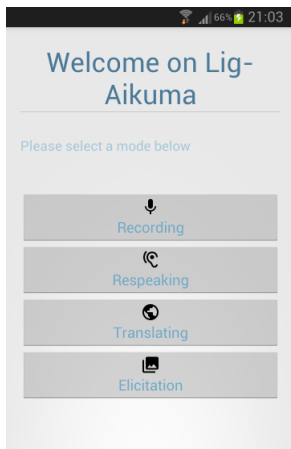 66% 21:03
Welcome on Lig-
Aikuma
Please select a mode below
Recording
Respeaking
Translating
Elicitation